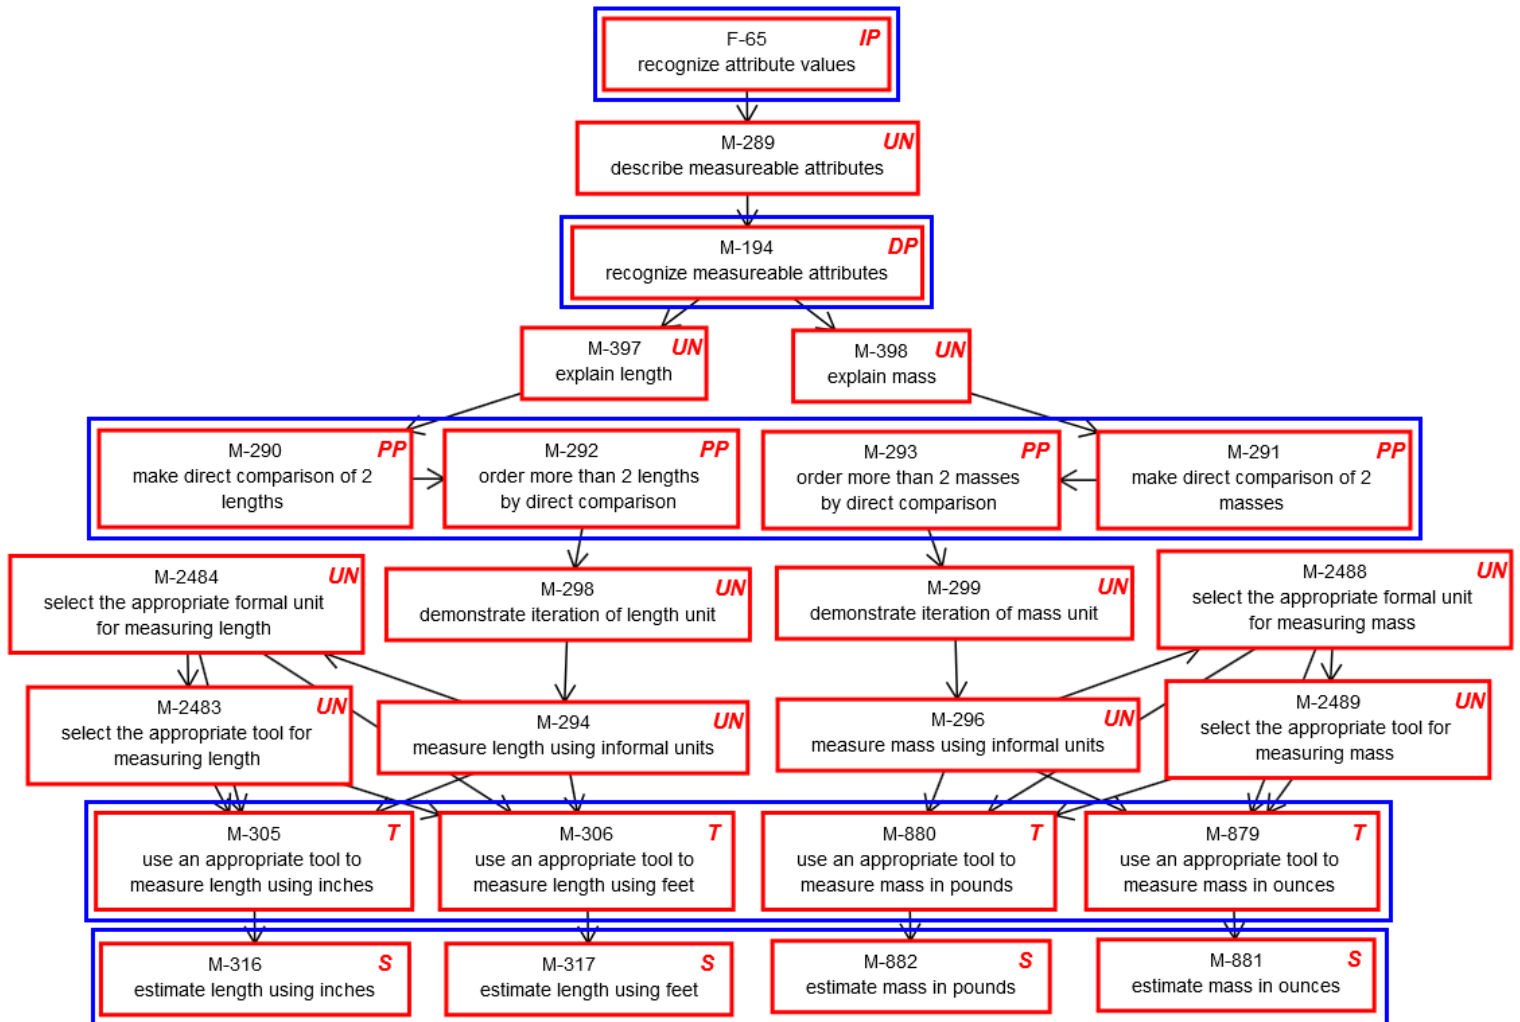 F-65 IP
recognize attribute values
M-289 UN
describe measureable attributes
M-194 DP
recognize measureable attributes
M-397 UN
explain length
M-398 UN
explain mass
M-290 PP
make direct comparison of 2
lengths
M-292 PP
order more than 2 lengths
by direct comparison
M-293 PP
order more than 2 masses
by direct comparison
M-291 PP
make direct comparison of 2
masses
M-2484 UN
select the appropriate formal unit
for measuring length
M-298 UN
demonstrate iteration of length unit
M-299 UN
demonstrate iteration of mass unit
M-2488 UN
select the appropriate formal unit
for measuring mass
M-2483 UN
select the appropriate tool for
measuring length
M-294 UN
measure length using informal units
M-296 UN
measure mass using informal units
M-2489 UN
select the appropriate tool for
measuring mass
M-305 T
use an appropriate tool to
measure length using inches
M-306 T
use an appropriate tool to
measure length using feet
M-880 T
use an appropriate tool to
measure mass in pounds
M-879 T
use an appropriate tool to
measure mass in ounces
M-316 S
estimate length using inches
M-317 S
estimate length using feet
M-882 S
estimate mass in pounds
M-881 S
estimate mass in ounces